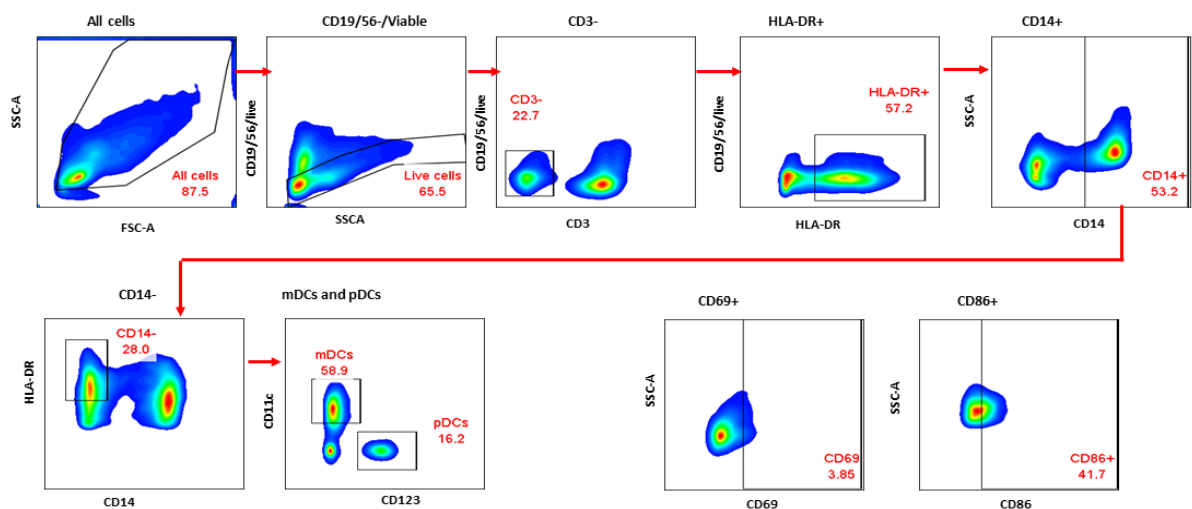 All cells
SSC-A
All cells
87.5
FSC-A
CD19/56-/Viable
CD19/56/live
Live cells
65.5
SSCA
CD3-
CD19/56/live
CD3-
22.7
CD3
HLA-DR+
CD19/56/live
HLA-DR+
57.2
HLA-DR
CD14+
SSC-A
CD14+
53.2
CD14
CD14-
HLA-DR
CD14-
28.0
CD14
mDCs and pDCs
CD11c
mDCs
58.9
pDCs
16.2
CD123
CD69+
SSC-A
CD69
3.85
CD69
CD86+
SSC-A
CD86+
41.7
CD86